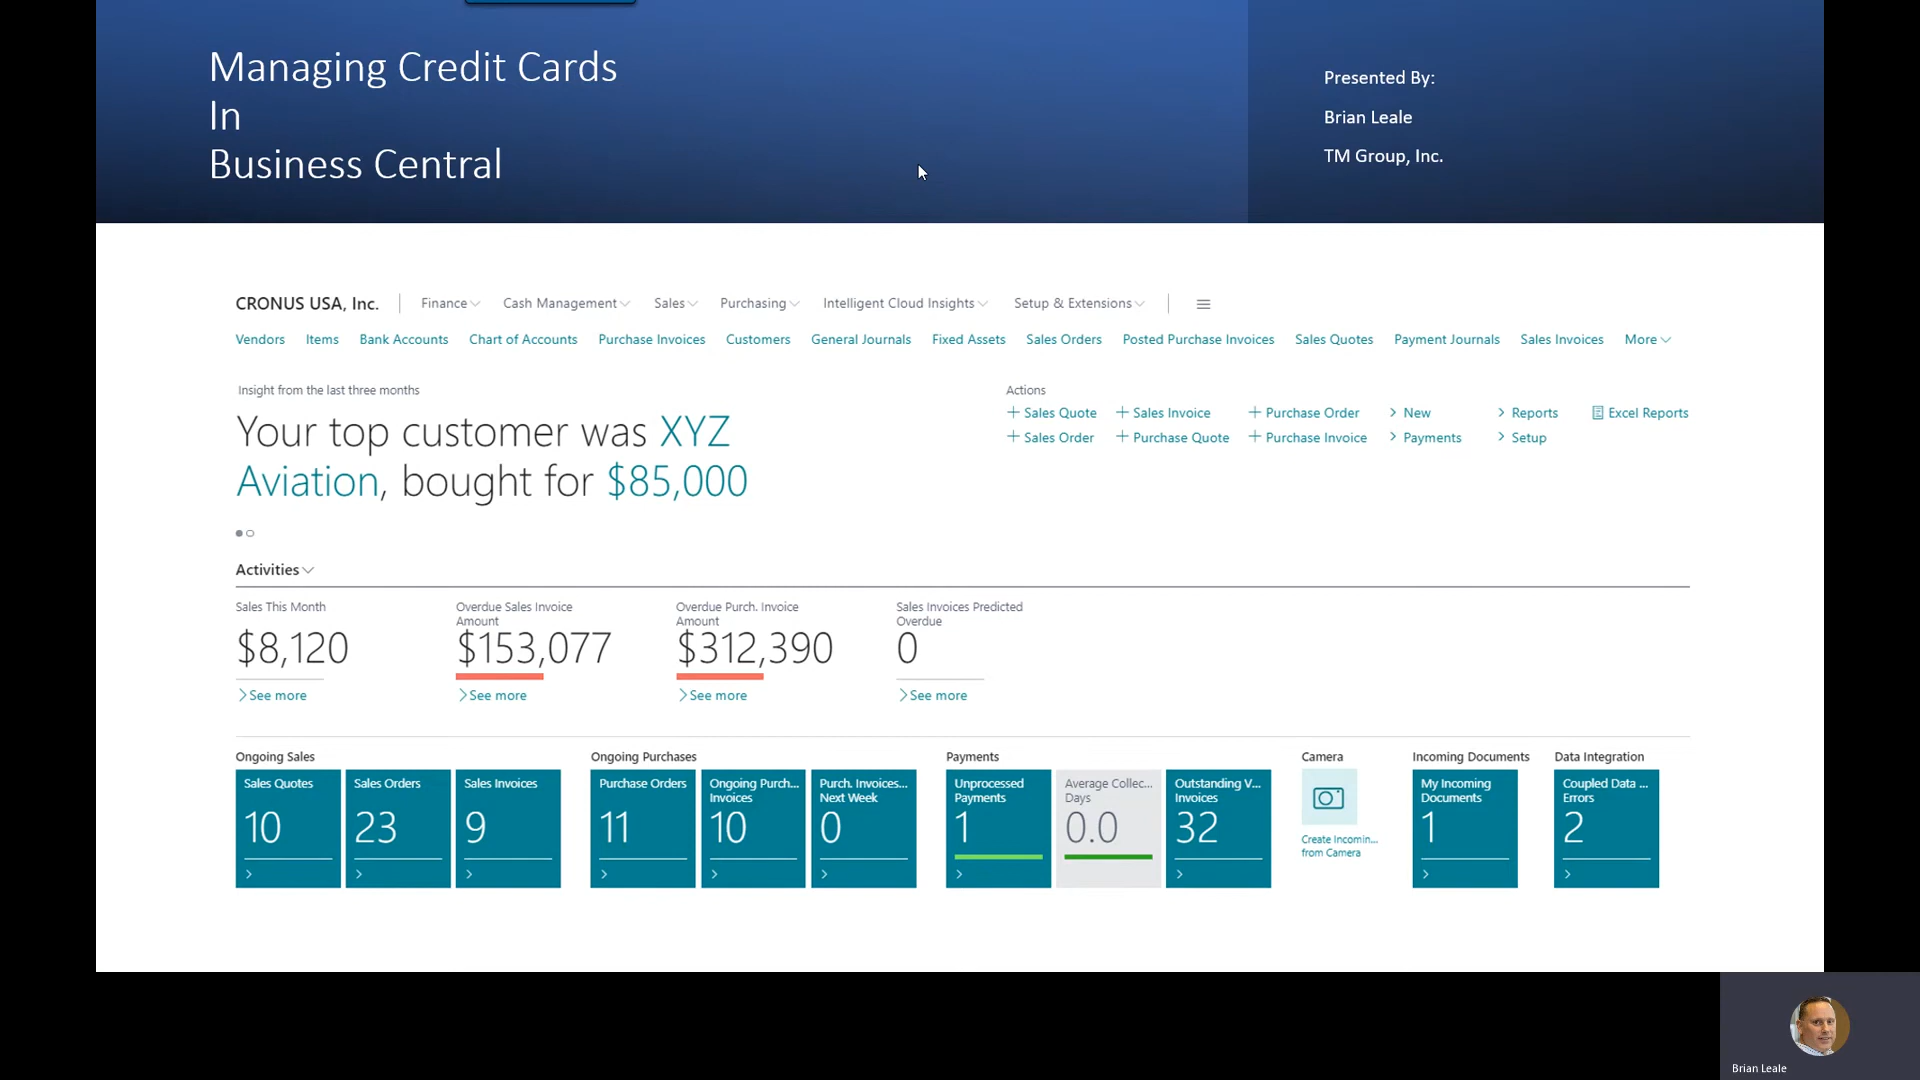 Managing Credit Cards
In
Business Central
Presented By:
Brian Leale
TM Group, Inc.
CRONUS USA, Inc. Finance Cash Management Sales Purchasing Intelligent Cloud Insights Setup & Extensions
Vendors Items Bank Accounts Chart of Accounts Purchase Invoices Customers General Journals Fixed Assets Sales Orders Posted Purchase Invoices Sales Quotes Payment Journals Sales Invoices More
Insight from the last three months
Your top customer was XYZ
Aviation, bought for $85,000
Actions
+ Sales Quote + Sales Invoice + Purchase Order > New > Reports Excel Reports
+ Sales Order + Purchase Quote + Purchase Invoice > Payments > Setup
Activities
Sales This Month
$8,120
> See more
Overdue Sales Invoice
Amount
$153,077
> See more
Overdue Purch. Invoice
Amount
$312,390
> See more
Sales Invoices Predicted
Overdue
0
> See more
Ongoing Sales
Sales Quotes
10
Sales Orders
23
Sales Invoices
9
Ongoing Purchases
Purchase Orders
11
Ongoing Purch...
Invoices
10
Purch. Invoices...
Next Week
0
Payments
Unprocessed
Payments
1
Average Collec...
Days
0.0
Outstanding V...
Invoices
32
Camera
Create Incomin...
from Camera
Incoming Documents
My Incoming
Documents
1
Data Integration
Coupled Data ...
Errors
2
Brian Leale